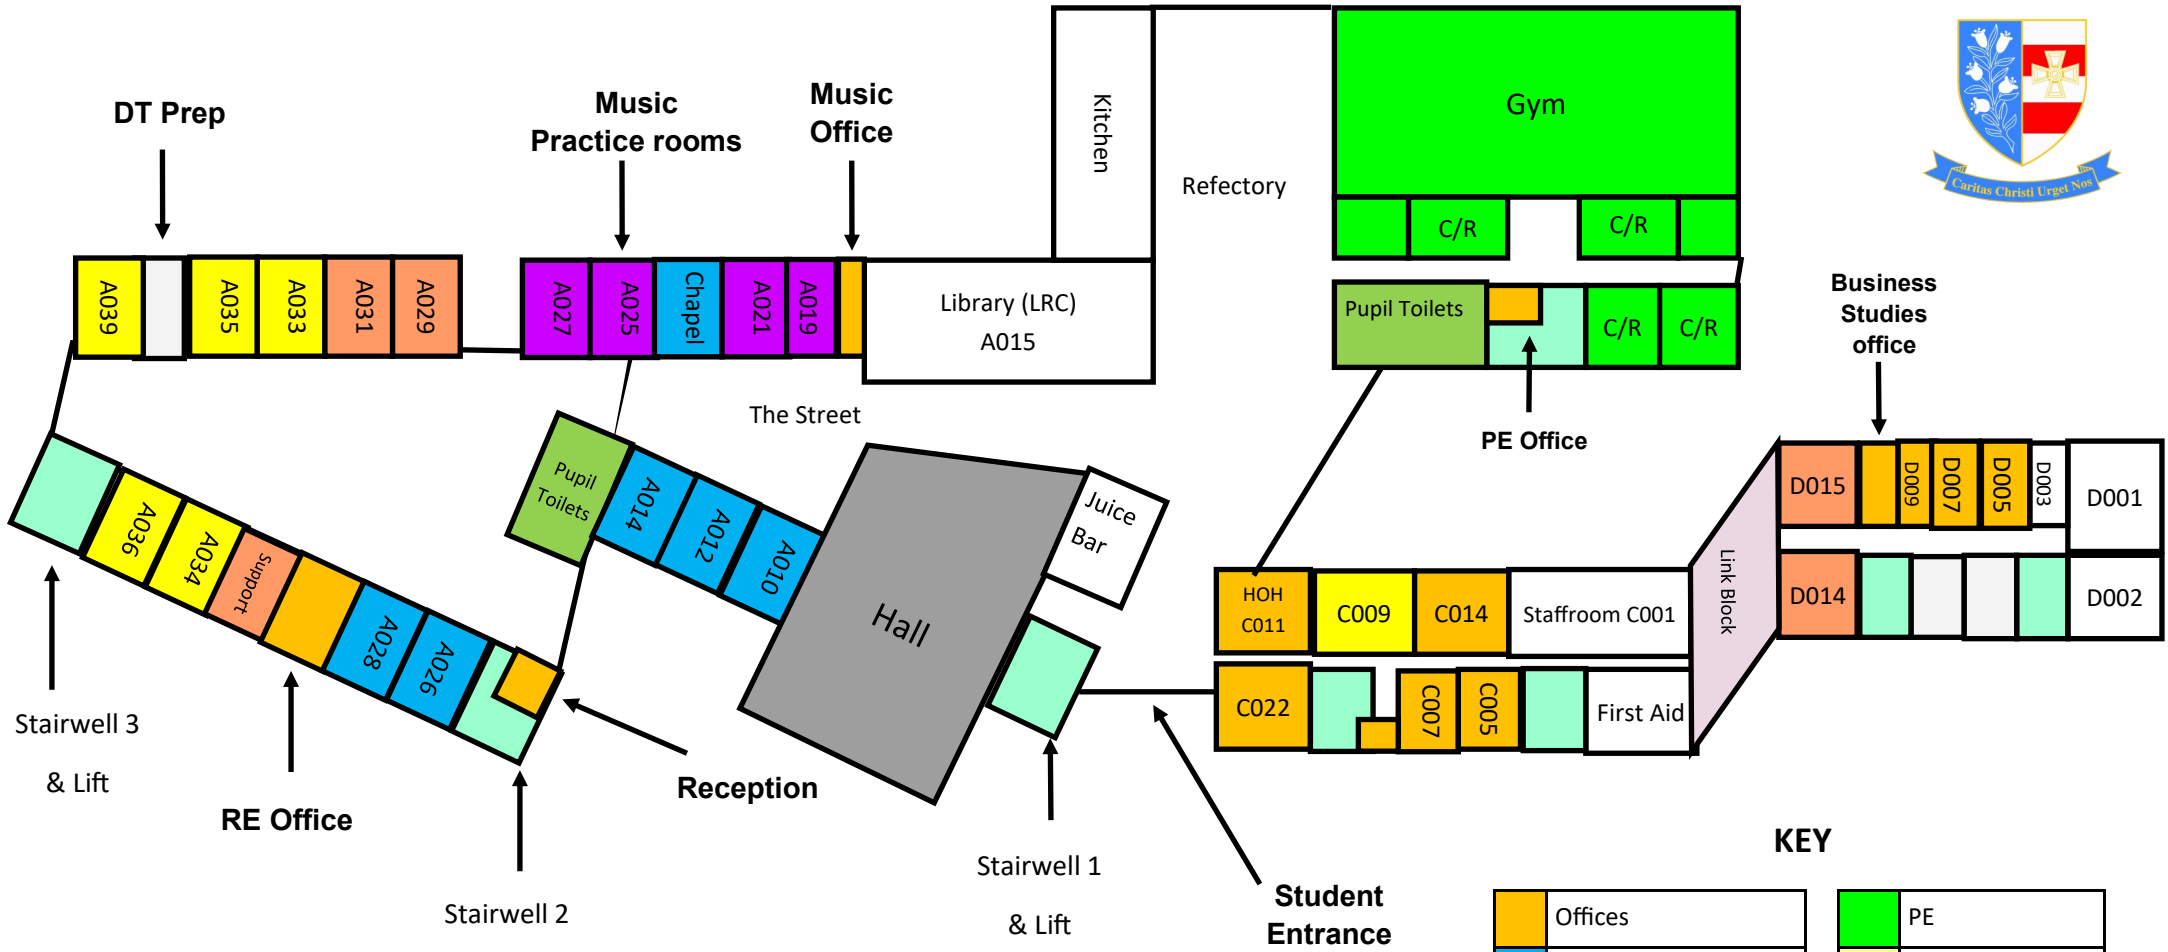 DT Prep
Music
Practice rooms
Music
Office
Kitchen
Refectory
Gym
C/R
C/R
Caritas Christi Urget Nos
A039
A035
A033
A031
A029
A027
A025
Chapel
A021
A019
Library (LRC)
A015
Pupil Toilets
C/R
C/R
PE Office
Business
Studies
office
The Street
Pupil
Toilets
A014
A012
A010
Hall
Juice
Bar
A036
A034
Support
A028
A026
Stairwell 3
& Lift
RE Office
Stairwell 2
Reception
Stairwell 1
& Lift
Student
Entrance
HOH
C011
C009
C014
Staffroom C001
C022
C007
C005
First Aid
Link Block
D015
D009
D007
D005
D003
D001
D014
D002
KEY
Offices
PE